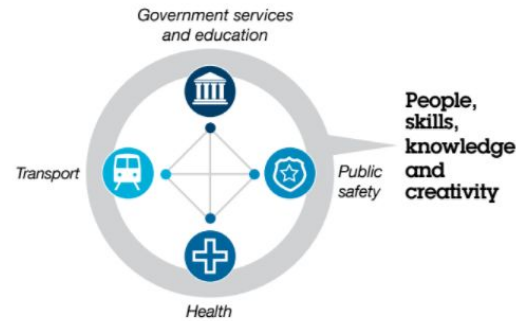 Government services
and education
People,
skills,
knowledge
and
creativity
Transport
Public
safety
Health